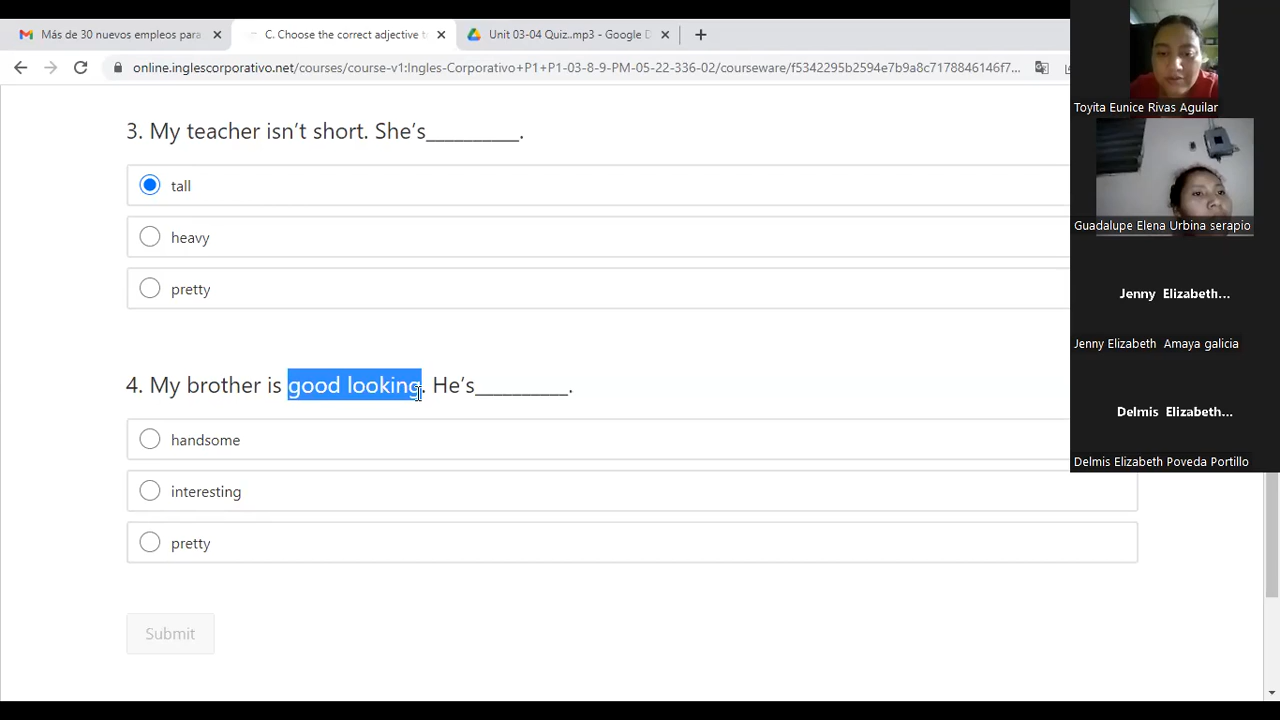 Más de 30 nuevos empleos para
C. Choose the correct adjective t
Unit 03-04 Quiz..mp3 - Google D
online.inglescorporativo.net/courses/course-v1:Ingles-Corporativo+P1+P1-03-8-9-PM-05-22-336-02/courseware/f5342295b2594e7b9a8c7178846146f7...
3. My teacher isn’t short. She’s__________.
tall
heavy
pretty
4. My brother is good looking. He’s__________.
handsome
interesting
pretty
Submit
Toyita Eunice Rivas Aguilar
Guadalupe Elena Urbina serapio
Jenny Elizabeth...
Jenny Elizabeth Amaya galicia
Delmis Elizabeth...
Delmis Elizabeth Poveda Portillo